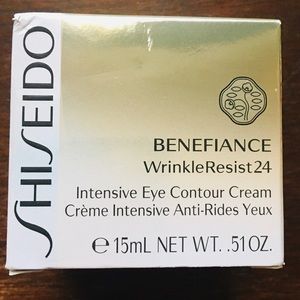 SHISEIDO
BENEFIANCE
WrinkleResist24
Intensive Eye Contour Cream
Crème Intensive Anti-Rides Yeux
℮ 15mL NET WT. .51OZ.